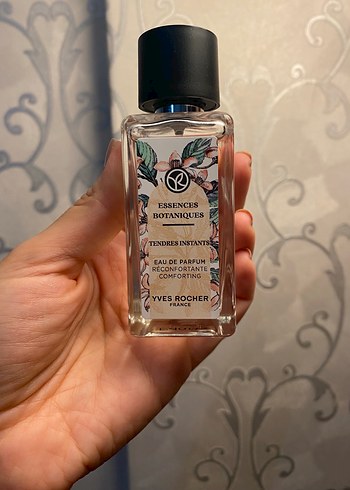 ESSENCES
BOTANIQUES
TENDRES INSTANTS
EAU DE PARFUM
RÉCONFORTANTE
COMFORTING
YVES ROCHER
FRANCE